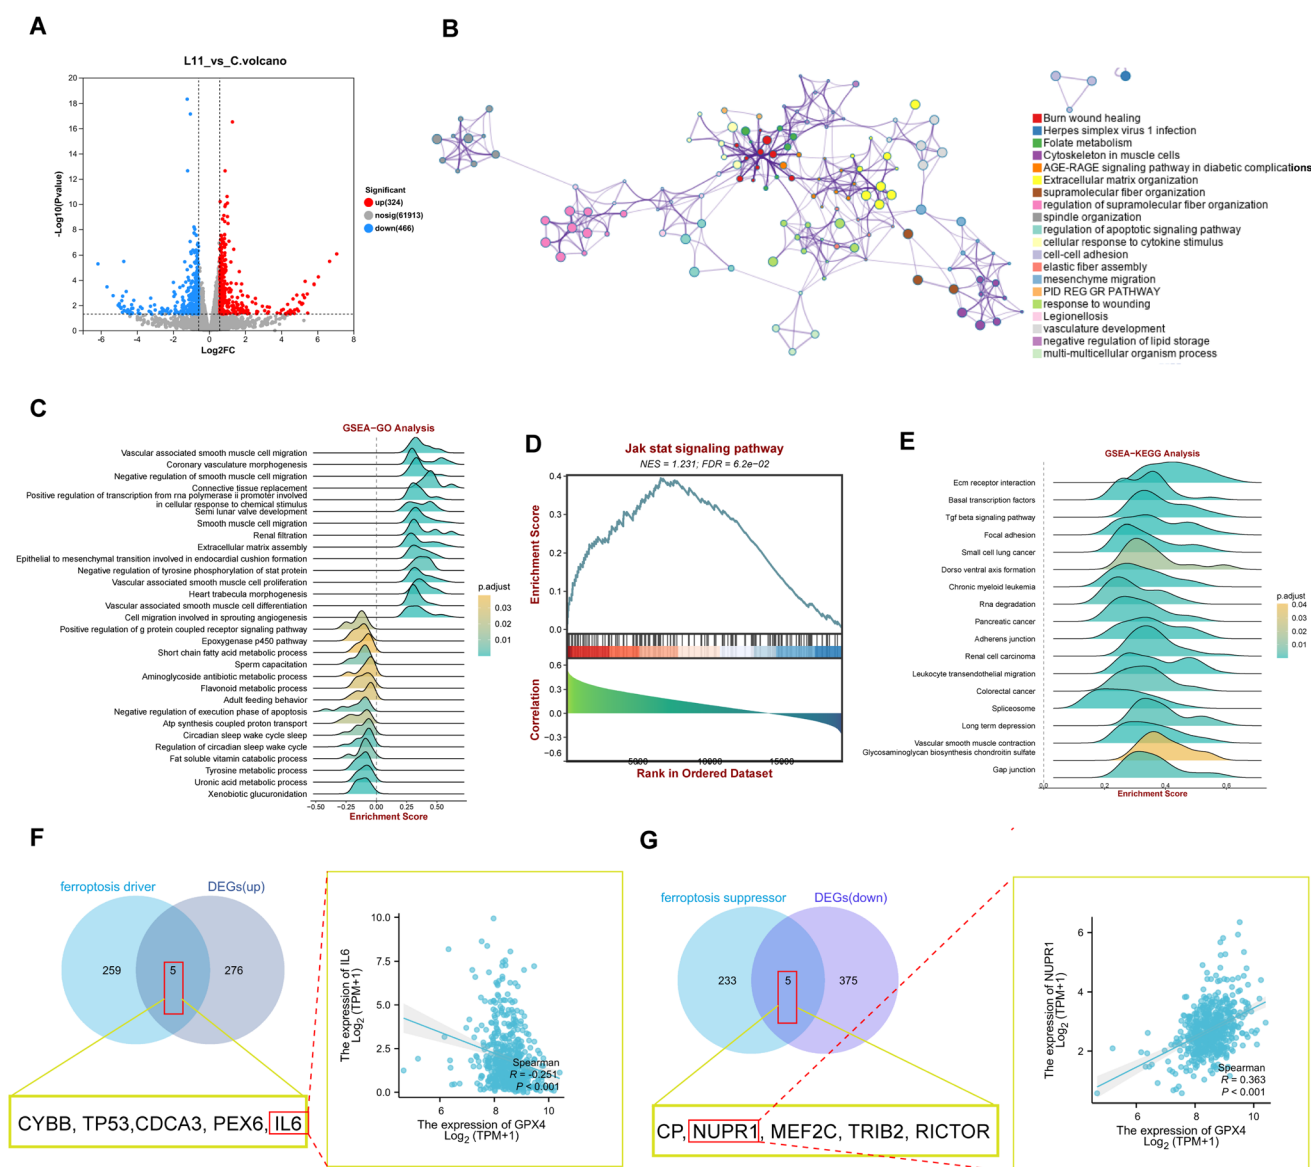 A
L11_vs_C.volcano
20
18
16
14
12
10
8
6
4
2
0
-Log10(Pvalue)
-6
-4
-2
0
2
4
6
8
Log2FC
Significant
up(324)
nosig(61913)
down(466)
B
Burn wound healing
Herpes simplex virus 1 infection
Folate metabolism
Cytoskeleton in muscle cells
AGE-RAGE signaling pathway in diabetic complications
Extracellular matrix organization
supramolecular fiber organization
regulation of supramolecular fiber organization
spindle organization
regulation of apoptotic signaling pathway
cellular response to cytokine stimulus
cell-cell adhesion
elastic fiber assembly
mesenchyme migration
PID REG GR PATHWAY
response to wounding
Legionellosis
vasculature development
negative regulation of lipid storage
multi-multicellular organism process
C
GSEA-GO Analysis
Vascular associated smooth muscle cell migration
Coronary vasculature morphogenesis
Negative regulation of smooth muscle cell migration
Connective tissue replacement
Positive regulation of transcription from rna polymerase ii promoter involved
in cellular response to chemical stimulus
Semi lunar valve development
Smooth muscle cell migration
Renal filtration
Extracellular matrix assembly
Epithelial to mesenchymal transition involved in endocardial cushion formation
Negative regulation of tyrosine phosphorylation of stat protein
Vascular associated smooth muscle cell proliferation
Heart trabecula morphogenesis
Vascular associated smooth muscle cell differentiation
Cell migration involved in sprouting angiogenesis
Positive regulation of g protein coupled receptor signaling pathway
Epoxygenase p450 pathway
Short chain fatty acid metabolic process
Sperm capacitation
Aminoglycoside antibiotic metabolic process
Flavonoid metabolic process
Adult feeding behavior
Negative regulation of execution phase of apoptosis
Atp synthesis coupled proton transport
Circadian sleep wake cycle sleep
Regulation of circadian sleep wake cycle
Fat soluble vitamin catabolic process
Tyrosine metabolic process
Uronic acid metabolic process
Xenobiotic glucuronidation
-0.50
-0.25
0.00
0.25
0.50
Enrichment Score
p.adjust
0.03
0.02
0.01
D
Jak stat signaling pathway
NES = 1.231; FDR = 6.2e-02
0.4
0.3
0.2
0.1
0.0
Enrichment Score
0.6
0.3
0.0
-0.3
-0.6
Correlation
5000
10000
15000
Rank in Ordered Dataset
E
GSEA-KEGG Analysis
Ecm receptor interaction
Basal transcription factors
Tgf beta signaling pathway
Focal adhesion
Small cell lung cancer
Dorso ventral axis formation
Chronic myeloid leukemia
Rna degradation
Pancreatic cancer
Adherens junction
Renal cell carcinoma
Leukocyte transendothelial migration
Colorectal cancer
Spliceosome
Long term depression
Vascular smooth muscle contraction
Glycosaminoglycan biosynthesis chondroitin sulfate
Gap junction
0.0
0.2
0.4
0.6
Enrichment Score
p.adjust
0.04
0.03
0.02
0.01
F
ferroptosis driver
DEGs(up)
259
5
276
CYBB, TP53,CDCA3, PEX6, IL6
10.0
7.5
5.0
2.5
0.0
The expression of IL6
Log2 (TPM+1)
Spearman
R = -0.251
P < 0.001
6
8
10
The expression of GPX4
Log2 (TPM+1)
G
ferroptosis suppressor
DEGs(down)
233
5
375
CP, NUPR1, MEF2C, TRIB2, RICTOR
6
4
2
The expression of NUPR1
Log2 (TPM+1)
Spearman
R = 0.363
P < 0.001
6
8
10
The expression of GPX4
Log2 (TPM+1)